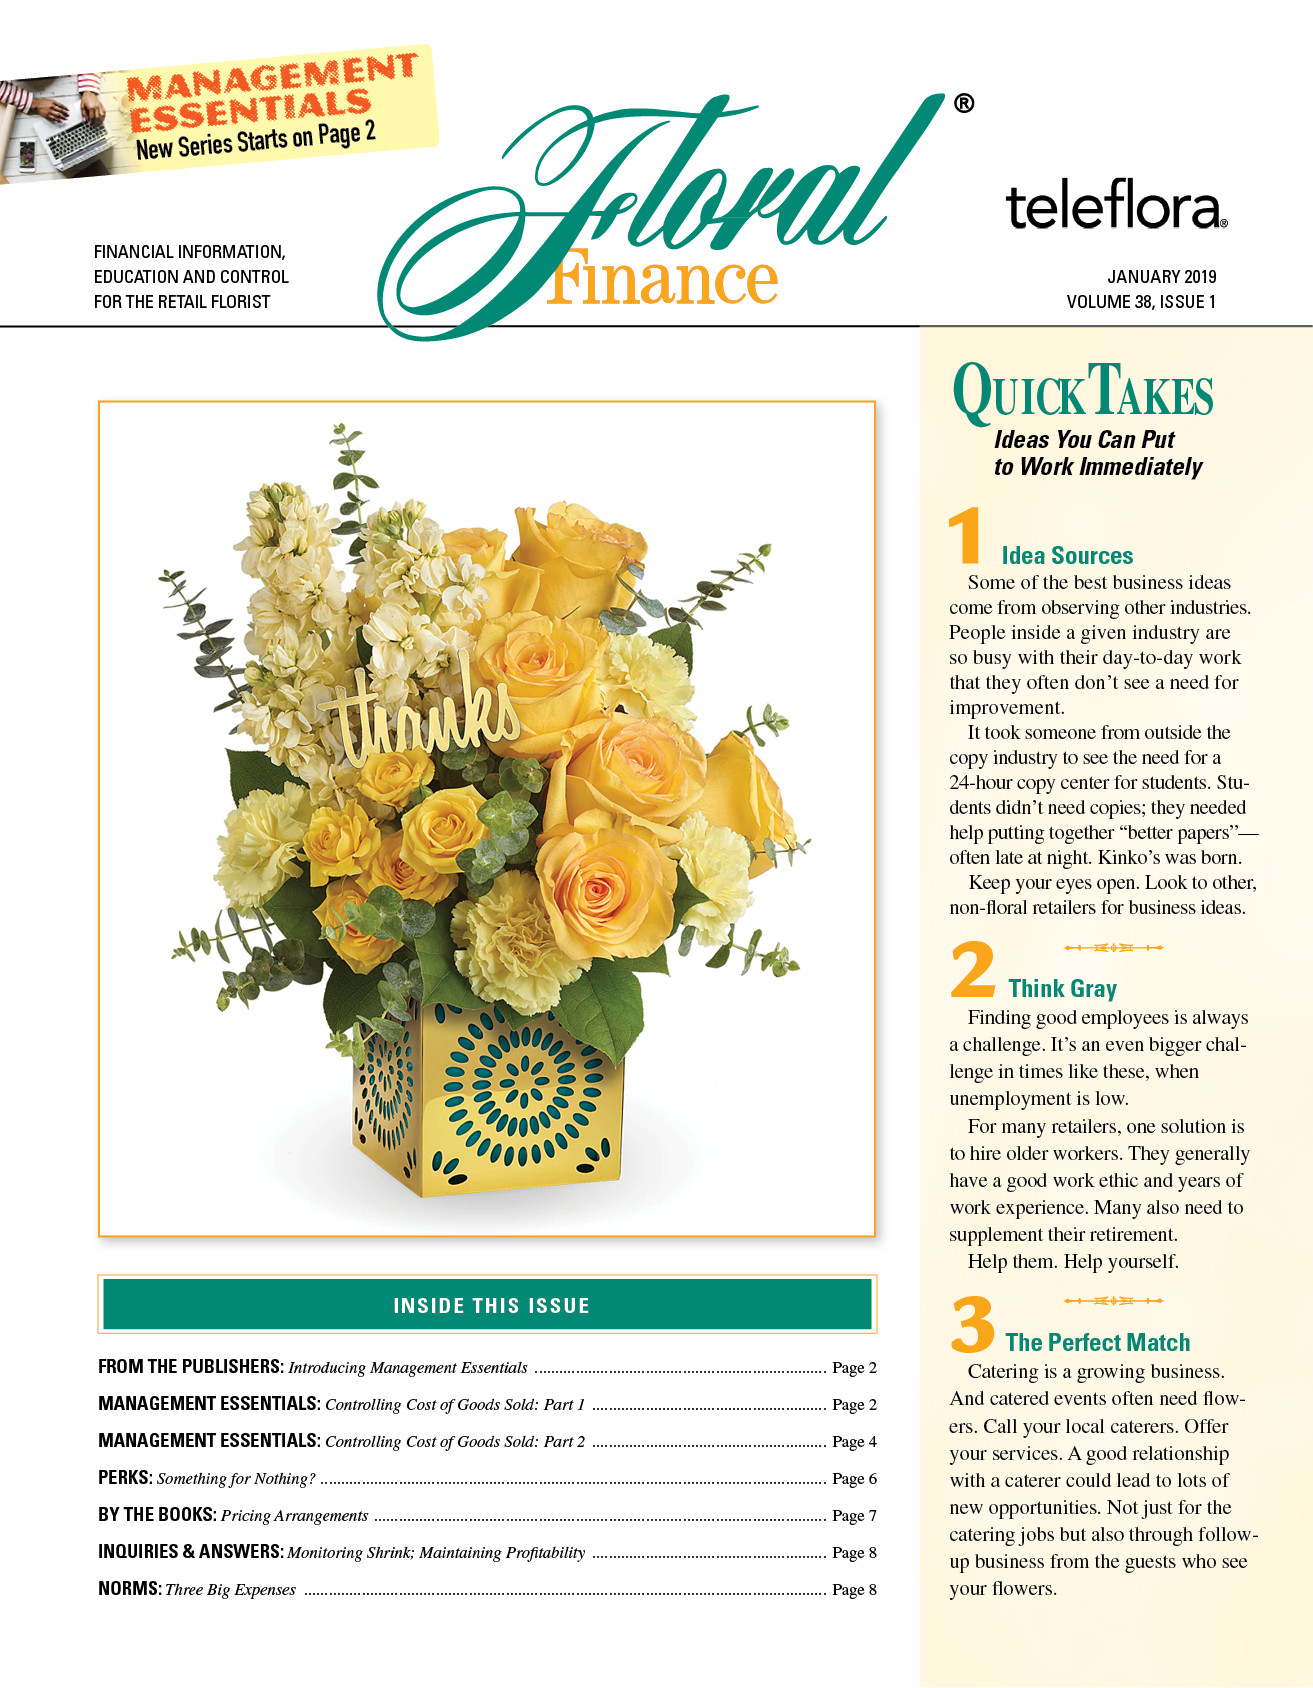 MANAGEMENT
ESSENTIALS
New Series Starts on Page 2
Floral®
Finance
teleflora®
FINANCIAL INFORMATION,
EDUCATION AND CONTROL
FOR THE RETAIL FLORIST
JANUARY 2019
VOLUME 38, ISSUE 1
thanks
INSIDE THIS ISSUE
FROM THE PUBLISHERS: Introducing Management Essentials ........ Page 2
MANAGEMENT ESSENTIALS: Controlling Cost of Goods Sold: Part 1 ........ Page 2
MANAGEMENT ESSENTIALS: Controlling Cost of Goods Sold: Part 2 ........ Page 4
PERKS: Something for Nothing? ........ Page 6
BY THE BOOKS: Pricing Arrangements ........ Page 7
INQUIRIES & ANSWERS: Monitoring Shrink; Maintaining Profitability ........ Page 8
NORMS: Three Big Expenses ........ Page 8
QUICKTAKES
Ideas You Can Put
to Work Immediately
1 Idea Sources
Some of the best business ideas
come from observing other industries.
People inside a given industry are
so busy with their day-to-day work
that they often don't see a need for
improvement.
It took someone from outside the
copy industry to see the need for a
24-hour copy center for students. Stu-
dents didn't need copies; they needed
help putting together “better papers”—
often late at night. Kinko's was born.
Keep your eyes open. Look to other,
non-floral retailers for business ideas.
2 Think Gray
Finding good employees is always
a challenge. It's an even bigger chal-
lenge in times like these, when
unemployment is low.
For many retailers, one solution is
to hire older workers. They generally
have a good work ethic and years of
work experience. Many also need to
supplement their retirement.
Help them. Help yourself.
3 The Perfect Match
Catering is a growing business.
And catered events often need flow-
ers. Call your local caterers. Offer
your services. A good relationship
with a caterer could lead to lots of
new opportunities. Not just for the
catering jobs but also through follow-
up business from the guests who see
your flowers.